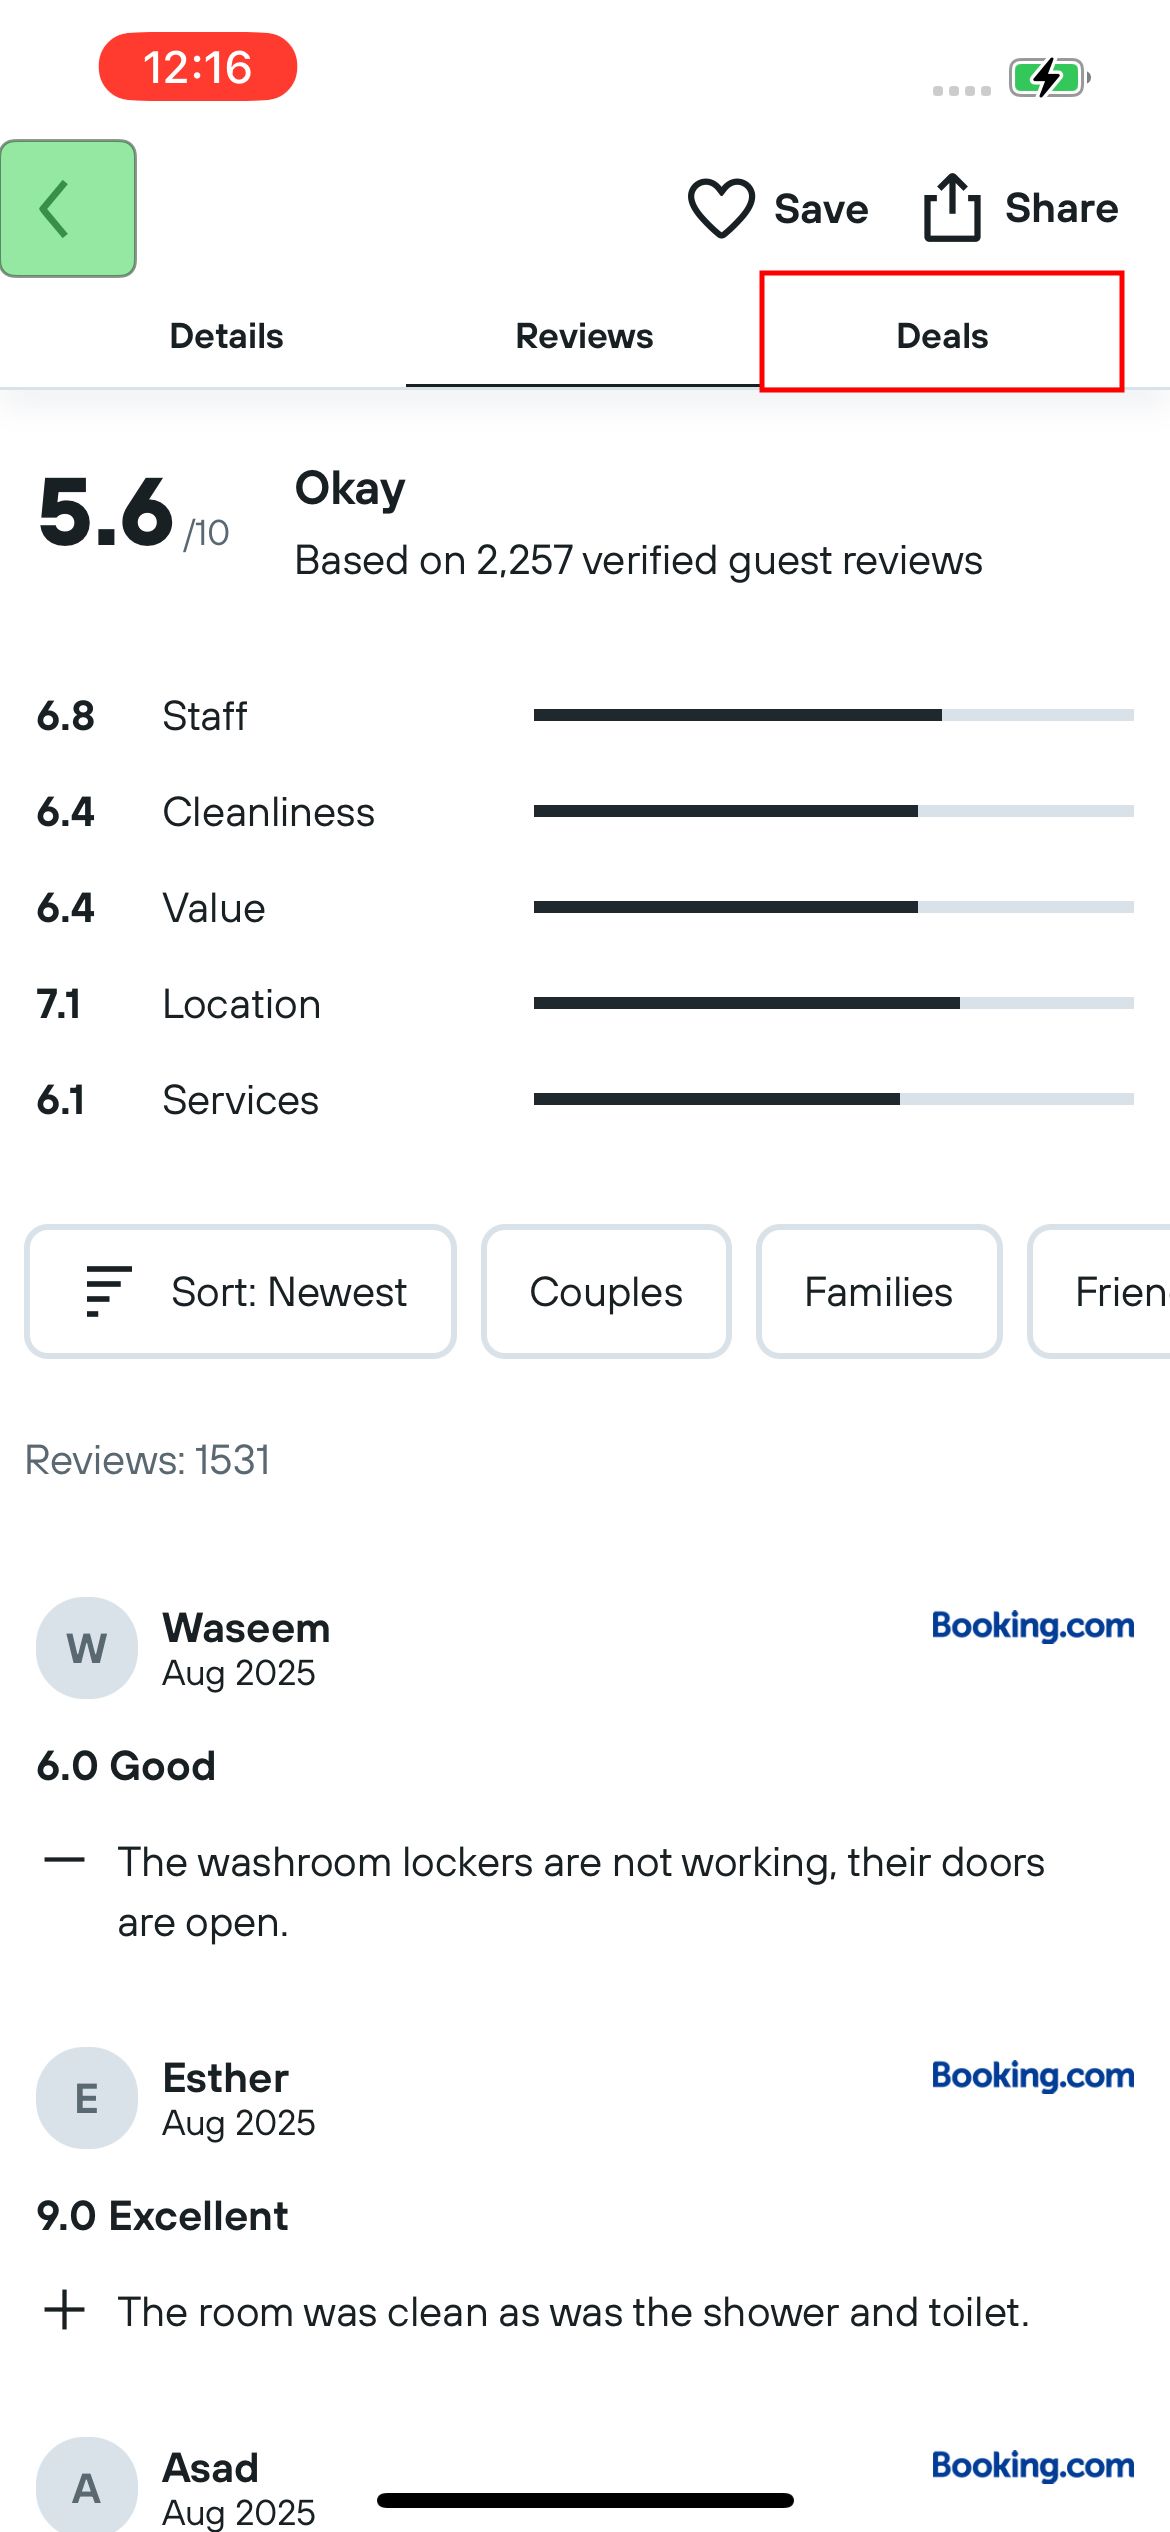 12:16
Save
Share
Details
Reviews
Deals
5.6 /10
Okay
Based on 2,257 verified guest reviews
6.8 Staff
6.4 Cleanliness
6.4 Value
7.1 Location
6.1 Services
Sort: Newest
Couples
Families
Frien
Reviews: 1531
W
Waseem
Aug 2025
Booking.com
6.0 Good
The washroom lockers are not working, their doors
are open.
E
Esther
Aug 2025
Booking.com
9.0 Excellent
The room was clean as was the shower and toilet.
A
Asad
Aug 2025
Booking.com